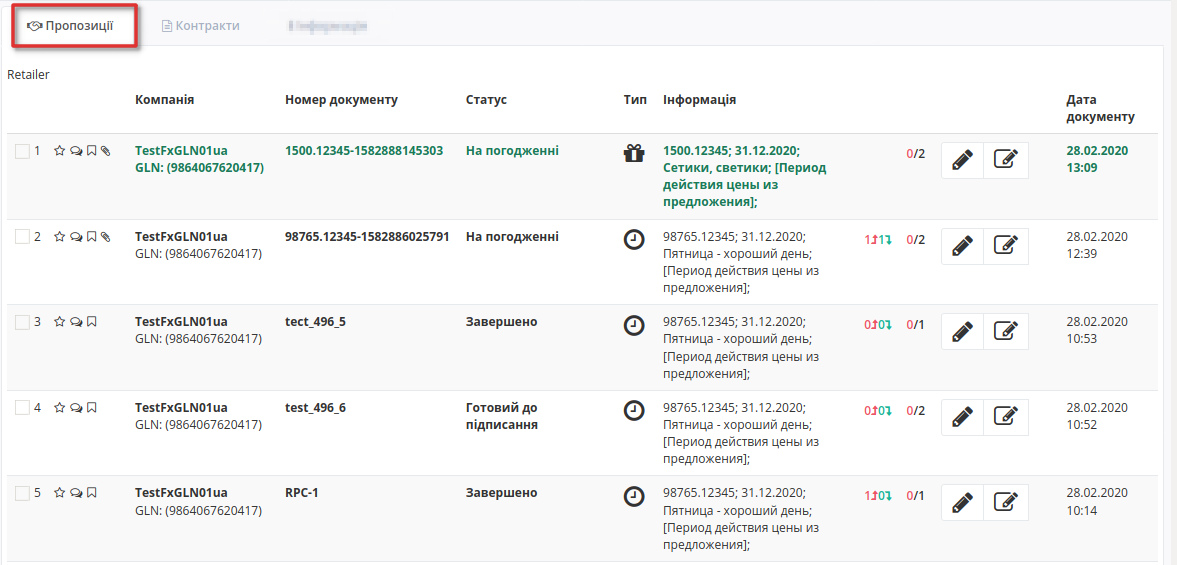 Пропозиції Контракти
Retailer
Компанія Номер документу Статус Тип Інформація Дата
документу
1 TestFxGLN01ua 1500.12345-1582888145303 На погодженні 1500.12345; 31.12.2020; 0/2 28.02.2020
GLN: (9864067620417) Сетики, светики; [Период 13:09
действия цены из
предложения];
2 TestFxGLN01ua 98765.12345-1582886025791 На погодженні 98765.12345; 31.12.2020; 1 1 0/2 28.02.2020
GLN: (9864067620417) Пятница - хороший день; 12:39
[Период действия цены из
предложения];
3 TestFxGLN01ua tect_496_5 Завершено 98765.12345; 31.12.2020; 0 0 0/1 28.02.2020
GLN: (9864067620417) Пятница - хороший день; 10:53
[Период действия цены из
предложения];
4 TestFxGLN01ua test_496_6 Готовий до 98765.12345; 31.12.2020; 0 0 0/2 28.02.2020
GLN: (9864067620417) підписання Пятница - хороший день; 10:52
[Период действия цены из
предложения];
5 TestFxGLN01ua RPC-1 Завершено 98765.12345; 31.12.2020; 1 0 0/1 28.02.2020
GLN: (9864067620417) Пятница - хороший день; 10:14
[Период действия цены из
предложения];